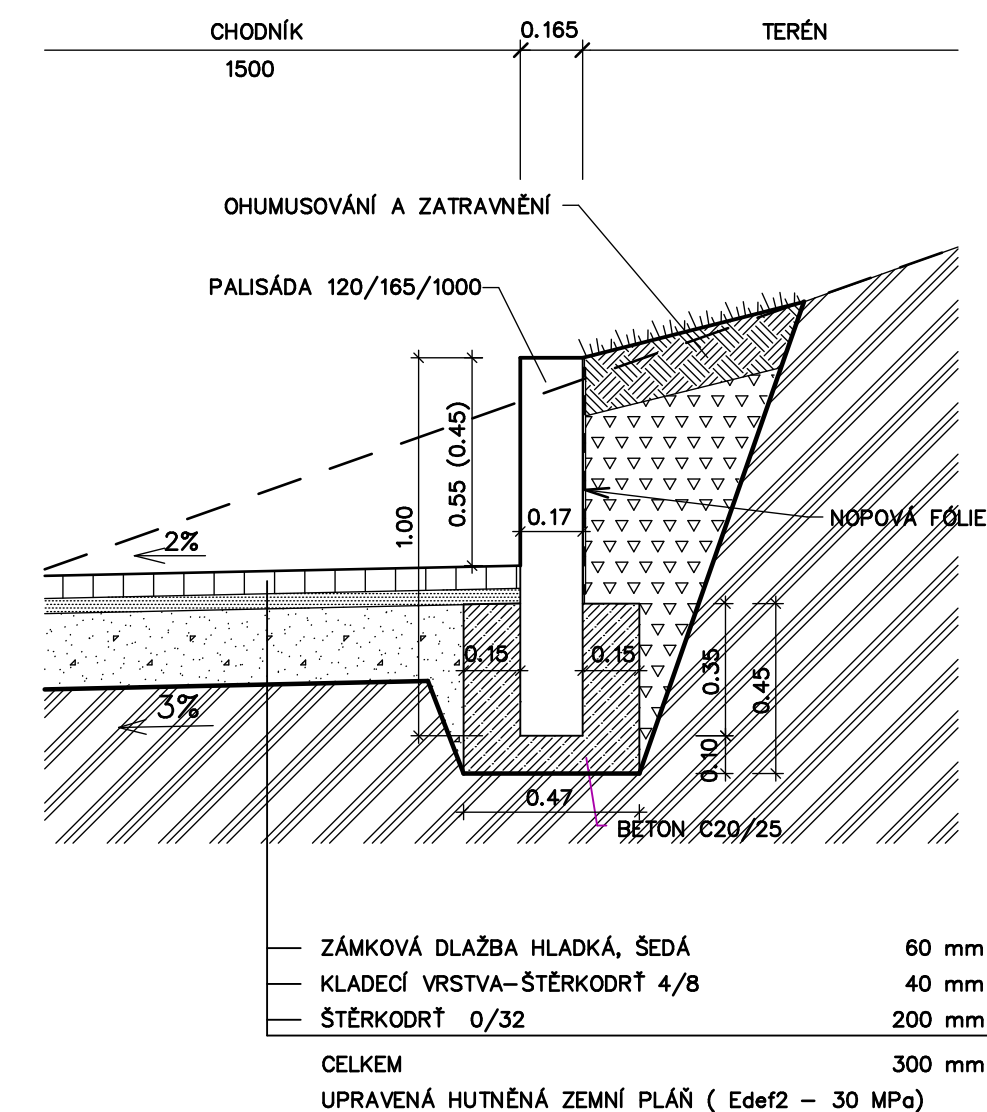 CHODNÍK 0.165 TERÉN
1500
OHUMUSOVÁNÍ A ZATRAVNĚNÍ
PALISÁDA 120/165/1000
1.00
0.55 (0.45)
0.17
NOPOVÁ FÓLIE
2%
0.15 0.15
0.35
0.45
3%
0.10
0.47
BETON C20/25
ZÁMKOVÁ DLAŽBA HLADKÁ, ŠEDÁ 60 mm
KLADECÍ VRSTVA-ŠTĚRKODRŤ 4/8 40 mm
ŠTĚRKODRŤ 0/32 200 mm
CELKEM 300 mm
UPRAVENÁ HUTNĚNÁ ZEMNÍ PLÁŇ ( Edef2 - 30 MPa)